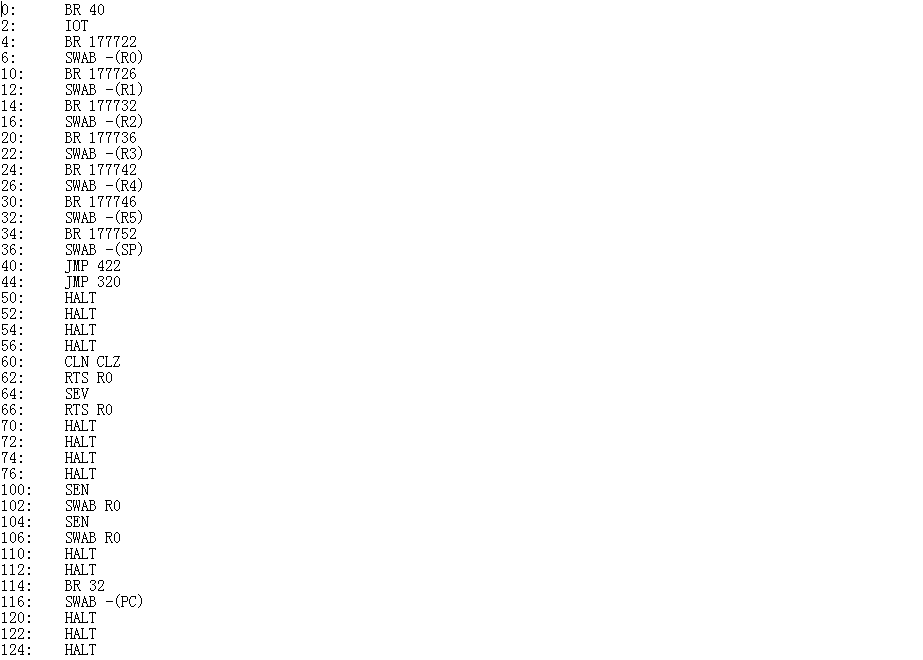 0: BR 40
2: IOT
4: BR 177722
6: SWAB -(R0)
10: BR 177726
12: SWAB -(R1)
14: BR 177732
16: SWAB -(R2)
20: BR 177736
22: SWAB -(R3)
24: BR 177742
26: SWAB -(R4)
30: BR 177746
32: SWAB -(R5)
34: BR 177752
36: SWAB -(SP)
40: JMP 422
44: JMP 320
50: HALT
52: HALT
54: HALT
56: HALT
60: CLN CLZ
62: RTS R0
64: SEV
66: RTS R0
70: HALT
72: HALT
74: HALT
76: HALT
100: SEN
102: SWAB R0
104: SEN
106: SWAB R0
110: HALT
112: HALT
114: BR 32
116: SWAB -(PC)
120: HALT
122: HALT
124: HALT